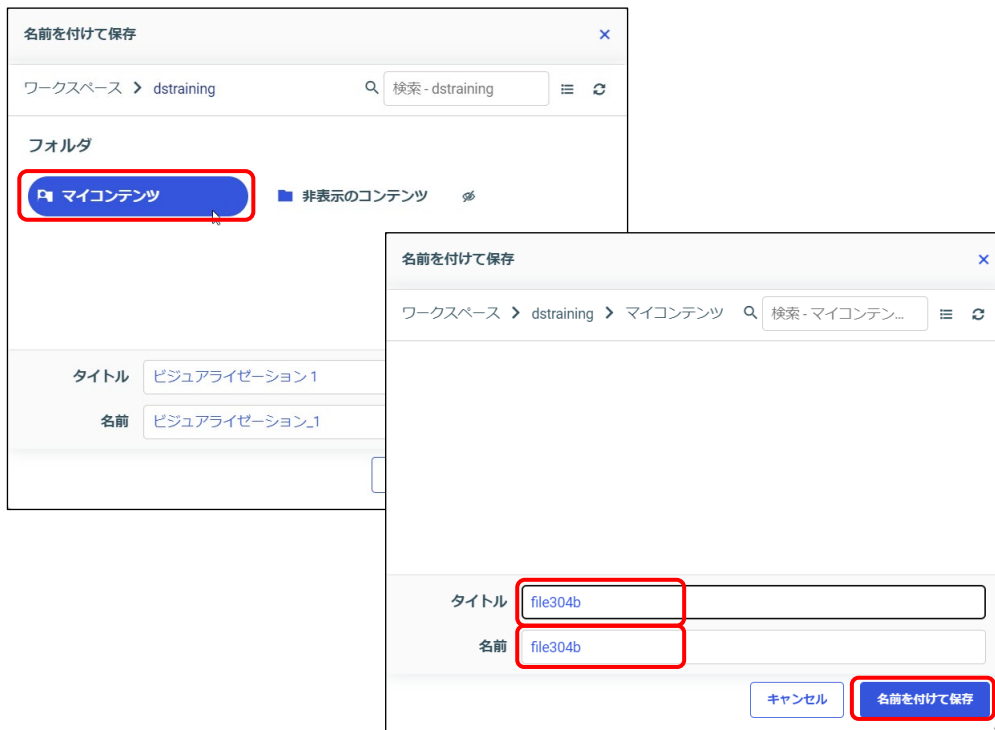 名前を付けて保存
ワークスペース > dstraining
検索 - dstraining
フォルダ
マイコンテンツ
非表示のコンテンツ
タイトル ビジュアライゼーション 1
名前 ビジュアライゼーション_1
名前を付けて保存
ワークスペース > dstraining > マイコンテンツ
検索 - マイコンテン...
タイトル file304b
名前 file304b
キャンセル
名前を付けて保存